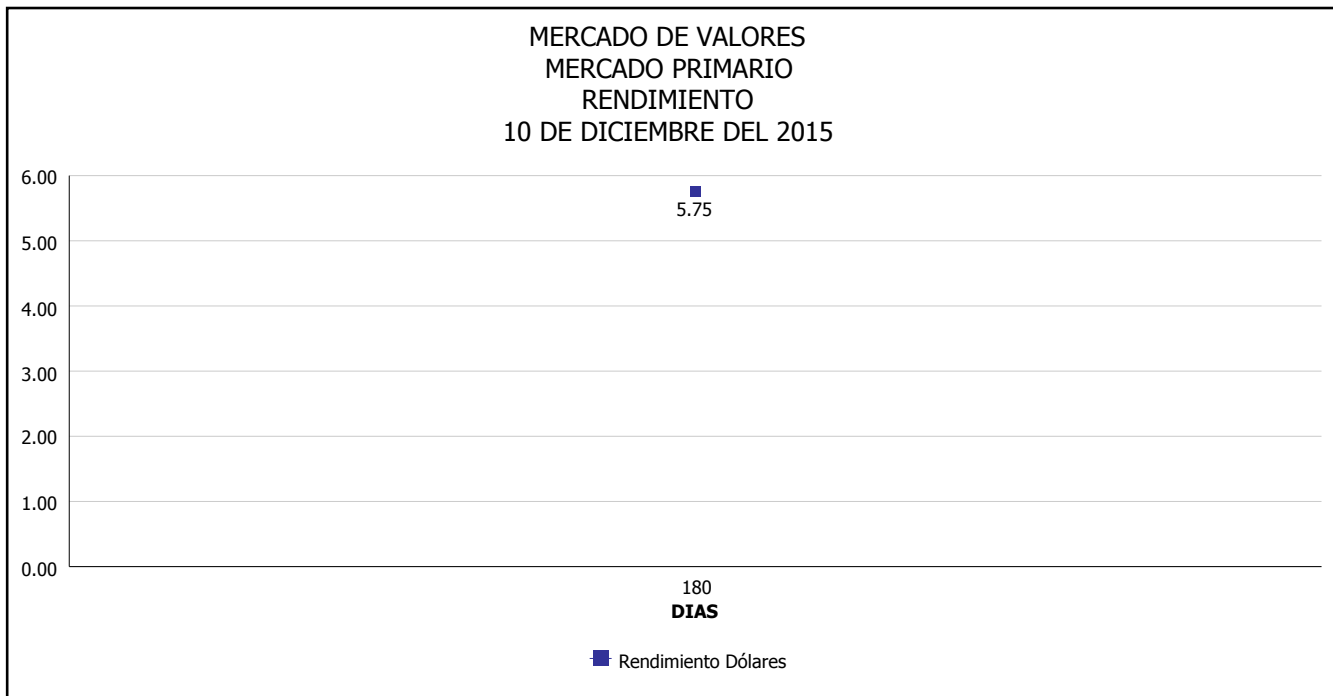 MERCADO DE VALORES
MERCADO PRIMARIO
RENDIMIENTO
10 DE DICIEMBRE DEL 2015
6.00
5.75
5.00
4.00
3.00
2.00
1.00
0.00
180
DIAS
Rendimiento Dólares